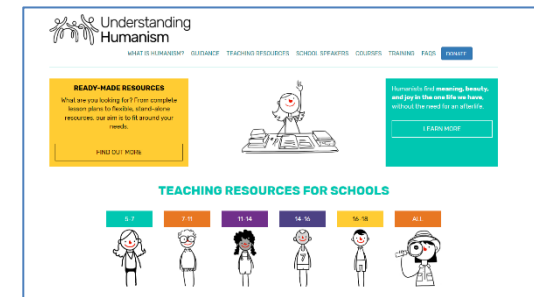 Understanding
Humanism
WHAT IS HUMANISM? GUIDANCE TEACHING RESOURCES SCHOOL SPEAKERS COURSES TRAINING FAQS DONATE
READY-MADE RESOURCES
What are you looking for? From complete
lesson plans to flexible, stand-alone
resources, our aim is to fit around your
needs.
FIND OUT MORE
Humanists find meaning, beauty,
and joy in the one life we have,
without the need for an afterlife.
LEARN MORE
TEACHING RESOURCES FOR SCHOOLS
5-7 7-11 11-14 14-16 16-18 ALL